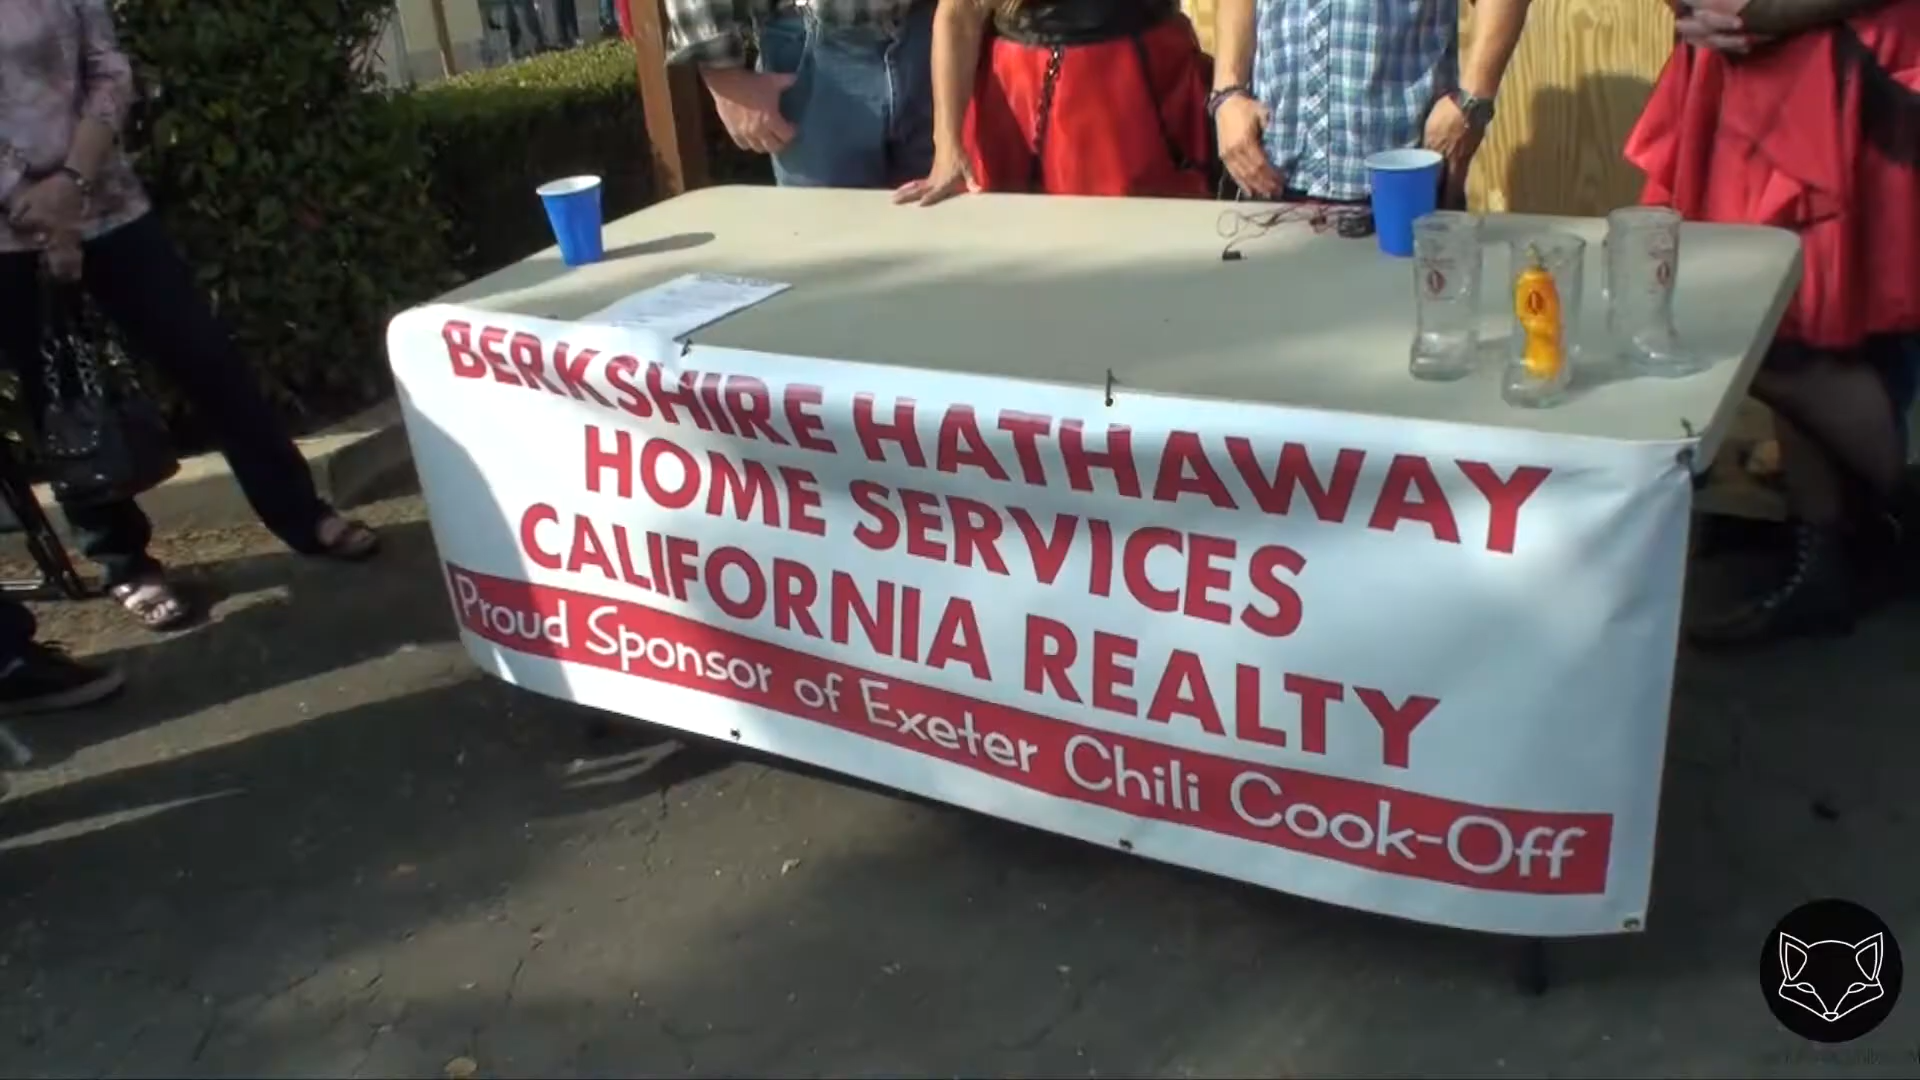 BERKSHIRE HATHAWAY
HOME SERVICES
CALIFORNIA REALTY
Proud Sponsor of Exeter Chili Cook-Off